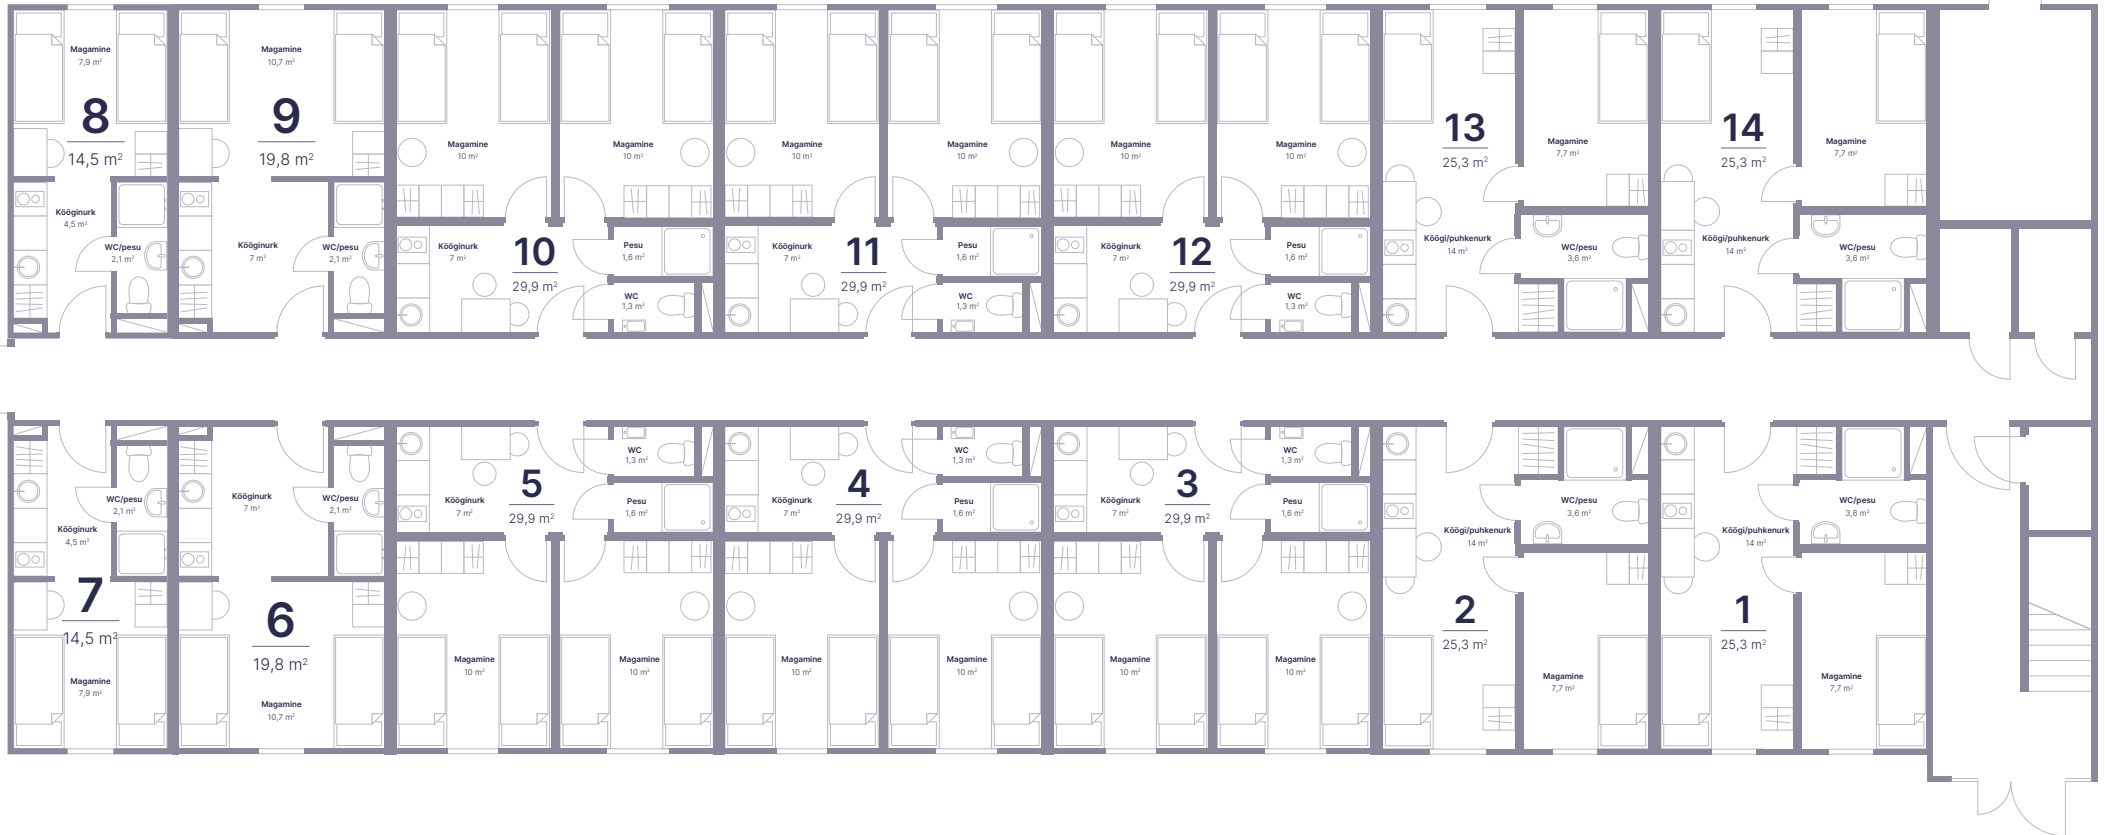 Magamine
7,9 m²
8
14,5 m²
Kööginurk
4,5 m²
WC/pesu
2,1 m²
Magamine
10,7 m²
9
19,8 m²
Kööginurk
7 m²
WC/pesu
2,1 m²
Magamine
10 m²
Magamine
10 m²
Kööginurk
7 m²
10
29,9 m²
Pesu
1,6 m²
WC
1,3 m²
Magamine
10 m²
Magamine
10 m²
Kööginurk
7 m²
11
29,9 m²
Pesu
1,6 m²
WC
1,3 m²
Magamine
10 m²
Magamine
10 m²
Kööginurk
7 m²
12
29,9 m²
Pesu
1,6 m²
WC
1,3 m²
13
25,3 m²
Magamine
7,7 m²
Köögi/puhkenurk
14 m²
WC/pesu
3,6 m²
14
25,3 m²
Magamine
7,7 m²
Köögi/puhkenurk
14 m²
WC/pesu
3,6 m²
WC/pesu
2,1 m²
Kööginurk
4,5 m²
7
14,5 m²
Magamine
7,9 m²
Kööginurk
7 m²
WC/pesu
2,1 m²
6
19,8 m²
Magamine
10,7 m²
WC
1,3 m²
5
29,9 m²
Kööginurk
7 m²
Pesu
1,6 m²
Magamine
10 m²
Magamine
10 m²
WC
1,3 m²
4
29,9 m²
Kööginurk
7 m²
Pesu
1,6 m²
Magamine
10 m²
Magamine
10 m²
WC
1,3 m²
3
29,9 m²
Kööginurk
7 m²
Pesu
1,6 m²
Magamine
10 m²
Magamine
10 m²
WC/pesu
3,6 m²
Köögi/puhkenurk
14 m²
2
25,3 m²
Magamine
7,7 m²
WC/pesu
3,6 m²
Köögi/puhkenurk
14 m²
1
25,3 m²
Magamine
7,7 m²